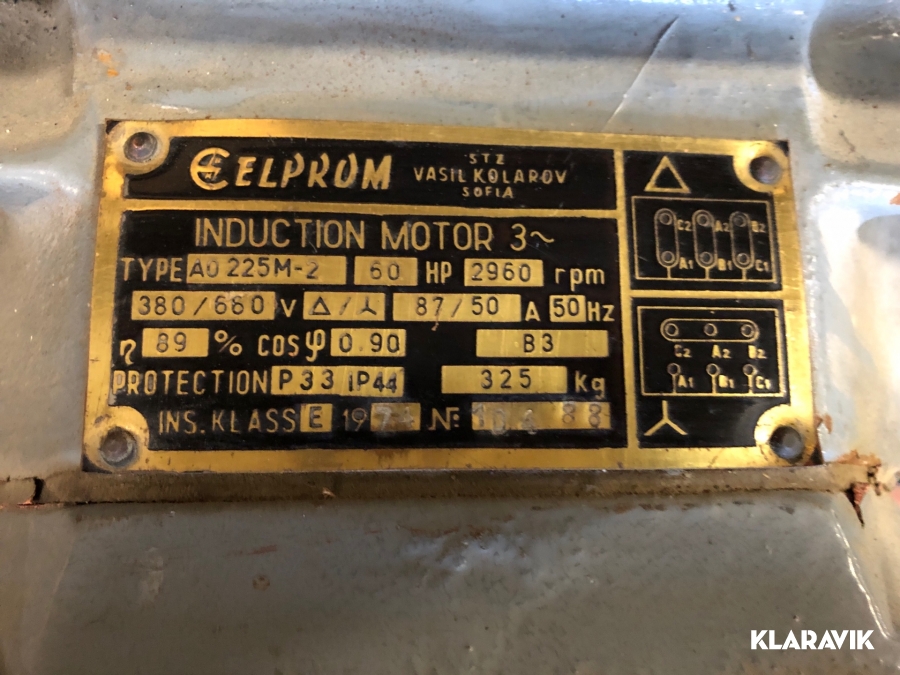 ELPROM
STZ
VASIL KOLAROV
SOFIA
INDUCTION MOTOR 3~
TYPE AO 225M-2 60 HP 2960 rpm
380/660 V △/⅄ 87/50 A 50 Hz
η 89 % COSφ 0.90 B3
PROTECTION P33 IP44 325 kg
INS. KLASS E 1974 №
△
C2 A2 B2
A1 B1 C1
C2 A2 B2
A1 B1 C1
⅄
KLARAVIK